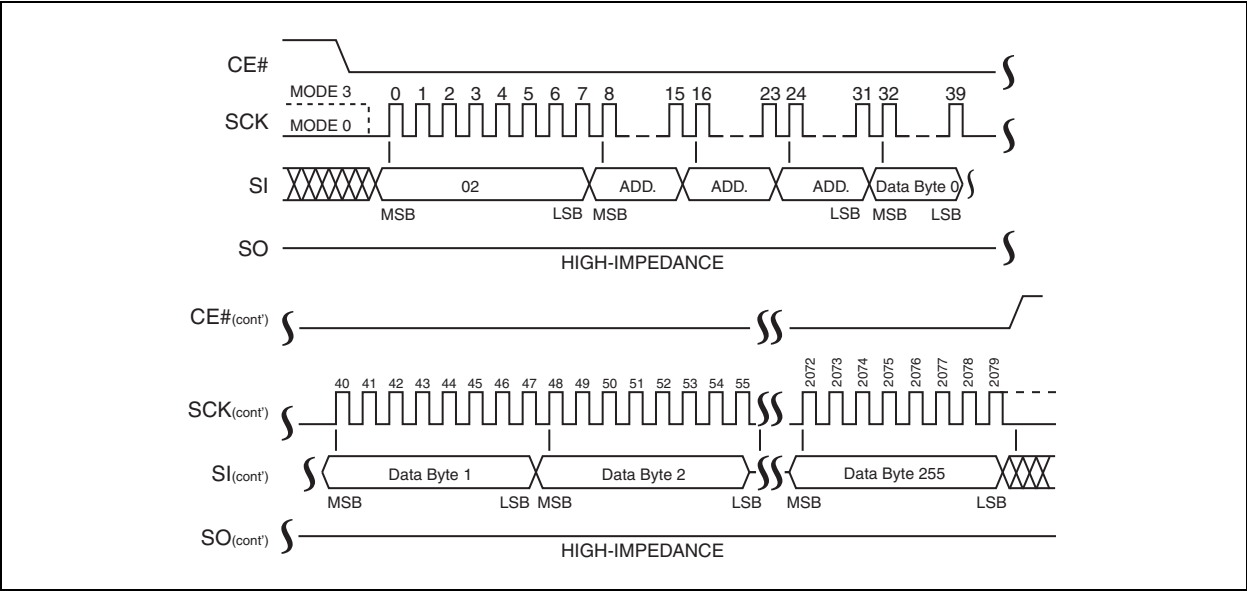 CE#
MODE 3
0 1 2 3 4 5 6 7 8 15 16 23 24 31 32 39
SCK
MODE 0
SI
02 ADD. ADD. ADD. Data Byte 0
MSB LSB MSB LSB MSB LSB
SO
HIGH-IMPEDANCE
CE#(cont')
40 41 42 43 44 45 46 47 48 49 50 51 52 53 54 55 2072 2073 2074 2075 2076 2077 2078 2079
SCK(cont')
SI(cont') Data Byte 1 Data Byte 2 Data Byte 255
MSB LSB MSB LSB MSB LSB
SO(cont')
HIGH-IMPEDANCE